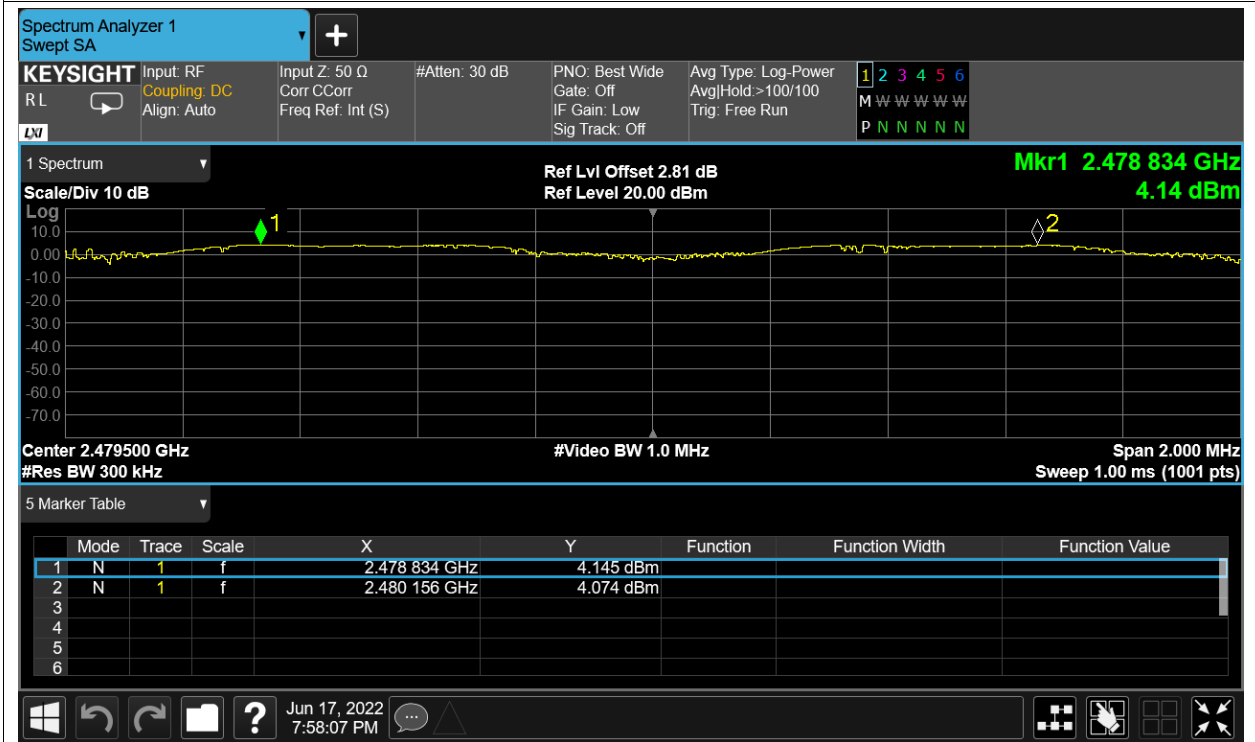 Spectrum Analyzer 1
Swept SA
+
KEYSIGHT
R L
LXI
Input: RF
Coupling: DC
Align: Auto
Input Z: 50 Ω
Corr CCorr
Freq Ref: Int (S)
#Atten: 30 dB
PNO: Best Wide
Gate: Off
IF Gain: Low
Sig Track: Off
Avg Type: Log-Power
Avg|Hold:>100/100
Trig: Free Run
1 2 3 4 5 6
M W W W W W
P N N N N N
1 Spectrum
Scale/Div 10 dB
Ref Lvl Offset 2.81 dB
Ref Level 20.00 dBm
Mkr1 2.478 834 GHz
4.14 dBm
Log
10.0
0.00
-10.0
-20.0
-30.0
-40.0
-50.0
-60.0
-70.0
1
2
Center 2.479500 GHz
#Res BW 300 kHz
#Video BW 1.0 MHz
Span 2.000 MHz
Sweep 1.00 ms (1001 pts)
5 Marker Table
Mode Trace Scale X Y Function Function Width Function Value
1 N 1 f 2.478 834 GHz 4.145 dBm
2 N 1 f 2.480 156 GHz 4.074 dBm
3
4
5
6
?
Jun 17, 2022
7:58:07 PM